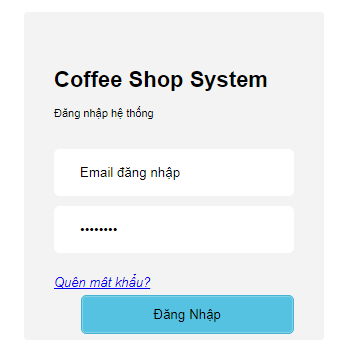 Coffee Shop System
Đăng nhập hệ thống
Email đăng nhập
••••••••
Quên mật khẩu?
Đăng Nhập